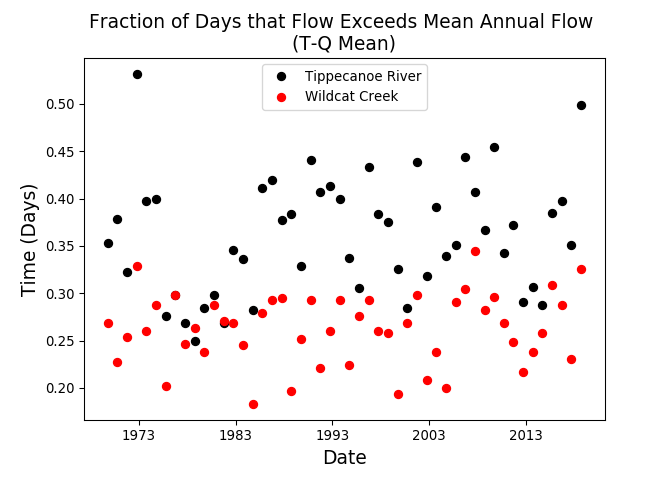 Fraction of Days that Flow Exceeds Mean Annual Flow
(T-Q Mean)
Tippecanoe River
Wildcat Creek
0.50
0.45
0.40
0.35
0.30
0.25
0.20
Time (Days)
1973 1983 1993 2003 2013
Date